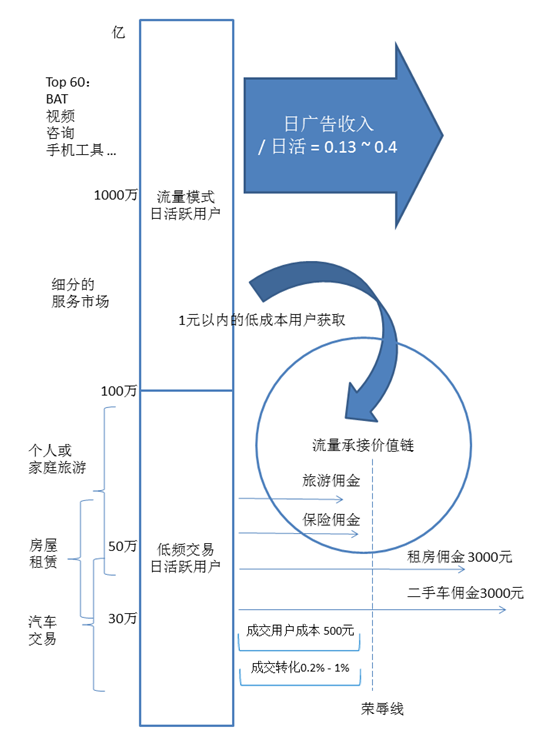 亿
Top 60：
BAT
视频
咨询
手机工具 ...
日广告收入
/ 日活 = 0.13 ~ 0.4
1000万
流量模式
日活跃用户
细分的
服务市场
1元以内的低成本用户获取
100万
流量承接价值链
个人或
家庭旅游
旅游佣金
保险佣金
房屋
租赁
50万
低频交易
日活跃用户
租房佣金 3000元
二手车佣金3000元
汽车
交易
30万
成交用户成本 500元
成交转化0.2% - 1%
荣辱线